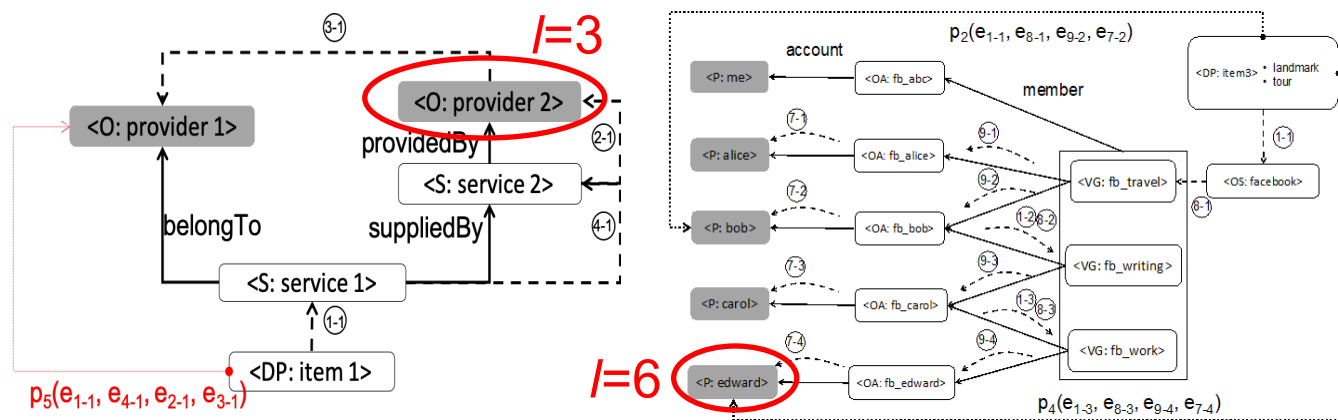 3-1
l=3
<O: provider 2>
<O: provider 1>
providedBy
2-1
<S: service 2>
belongTo
suppliedBy
4-1
<S: service 1>
1-1
<DP: item 1>
p5(e1-1, e4-1, e2-1, e3-1)
p2(e1-1, e8-1, e9-2, e7-2)
account
<P: me>
<OA: fb_abc>
<DP: item3>
• landmark
• tour
member
7-1
9-1
1-1
<P: alice>
<OA: fb_alice>
7-2
9-2
<VG: fb_travel>
<OS: facebook>
8-1
<P: bob>
<OA: fb_bob>
1-2
8-2
7-3
9-3
<VG: fb_writing>
<P: carol>
<OA: fb_carol>
1-3
8-3
7-4
9-4
<VG: fb_work>
l=6
<P: edward>
<OA: fb_edward>
p4(e1-3, e8-3, e9-4, e7-4)